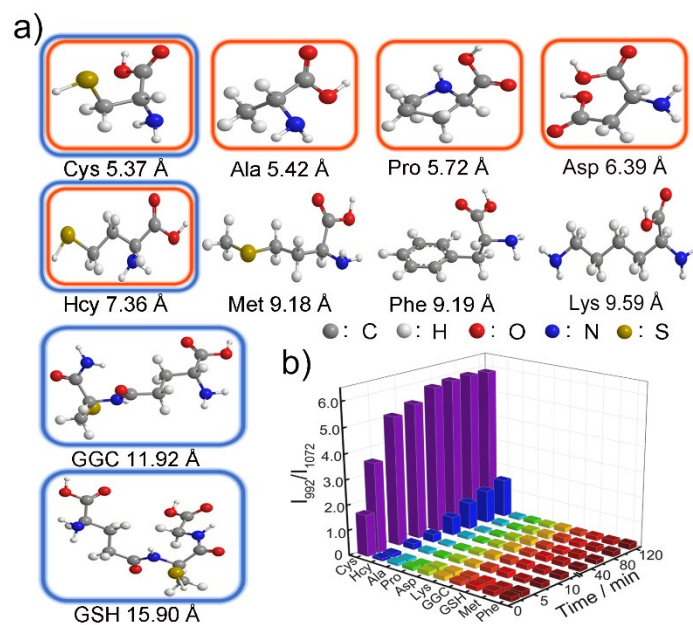 a)
Cys 5.37 Å
Ala 5.42 Å
Pro 5.72 Å
Asp 6.39 Å
Hcy 7.36 Å
Met 9.18 Å
Phe 9.19 Å
Lys 9.59 Å
: C : H : O : N : S
GGC 11.92 Å
GSH 15.90 Å
b)
I992/I1072
6.0
4.0
3.0
2.0
1.0
0
Cys
Hcy
Ala
Pro
Asp
Lys
GGC
GSH
Met
Phe
0
5
10
20
40
80
120
Time / min